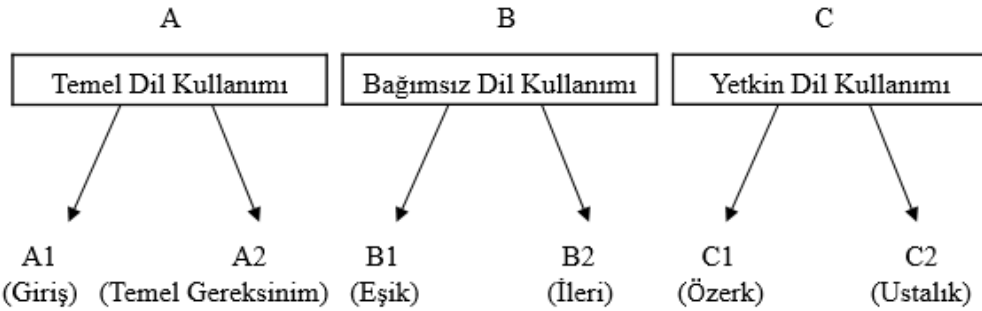 A B C
Temel Dil Kullanımı Bağımsız Dil Kullanımı Yetkin Dil Kullanımı
A1 A2 B1 B2 C1 C2
(Giriş) (Temel Gereksinim) (Eşik) (İleri) (Özerk) (Ustalık)